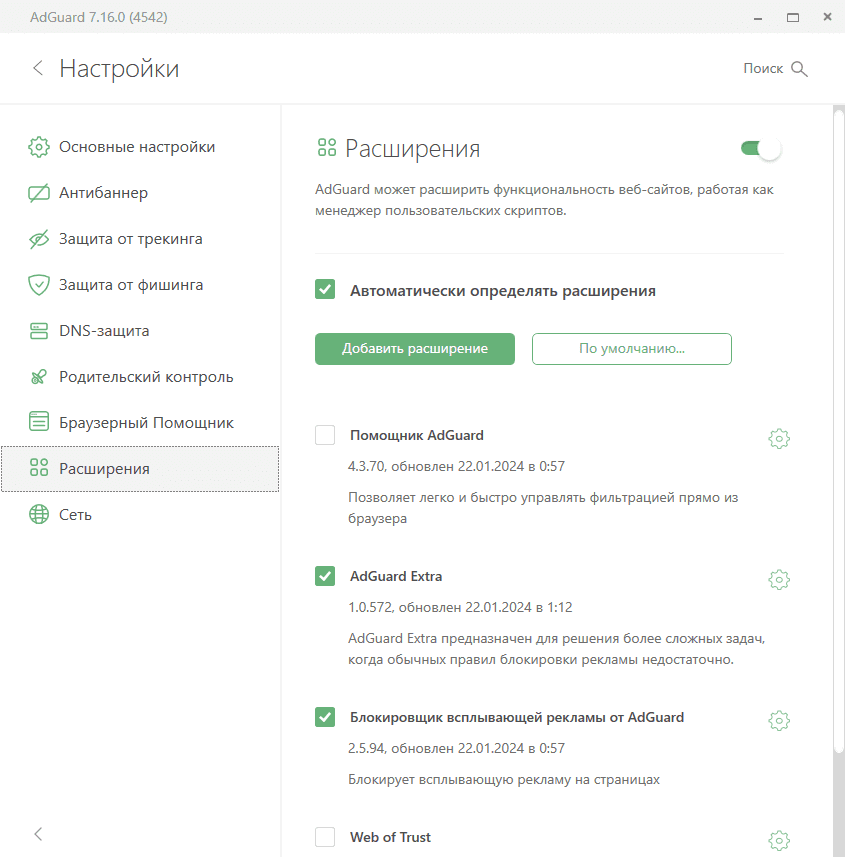 AdGuard 7.16.0 (4542)
Настройки
Поиск
Основные настройки
Антибаннер
Защита от трекинга
Защита от фишинга
DNS-защита
Родительский контроль
Браузерный Помощник
Расширения
Сеть
Расширения
AdGuard может расширить функциональность веб-сайтов, работая как
менеджер пользовательских скриптов.
Автоматически определять расширения
Добавить расширение
По умолчанию...
Помощник AdGuard
4.3.70, обновлен 22.01.2024 в 0:57
Позволяет легко и быстро управлять фильтрацией прямо из
браузера
AdGuard Extra
1.0.572, обновлен 22.01.2024 в 1:12
AdGuard Extra предназначен для решения более сложных задач,
когда обычных правил блокировки рекламы недостаточно.
Блокировщик всплывающей рекламы от AdGuard
2.5.94, обновлен 22.01.2024 в 0:57
Блокирует всплывающую рекламу на страницах
Web of Trust